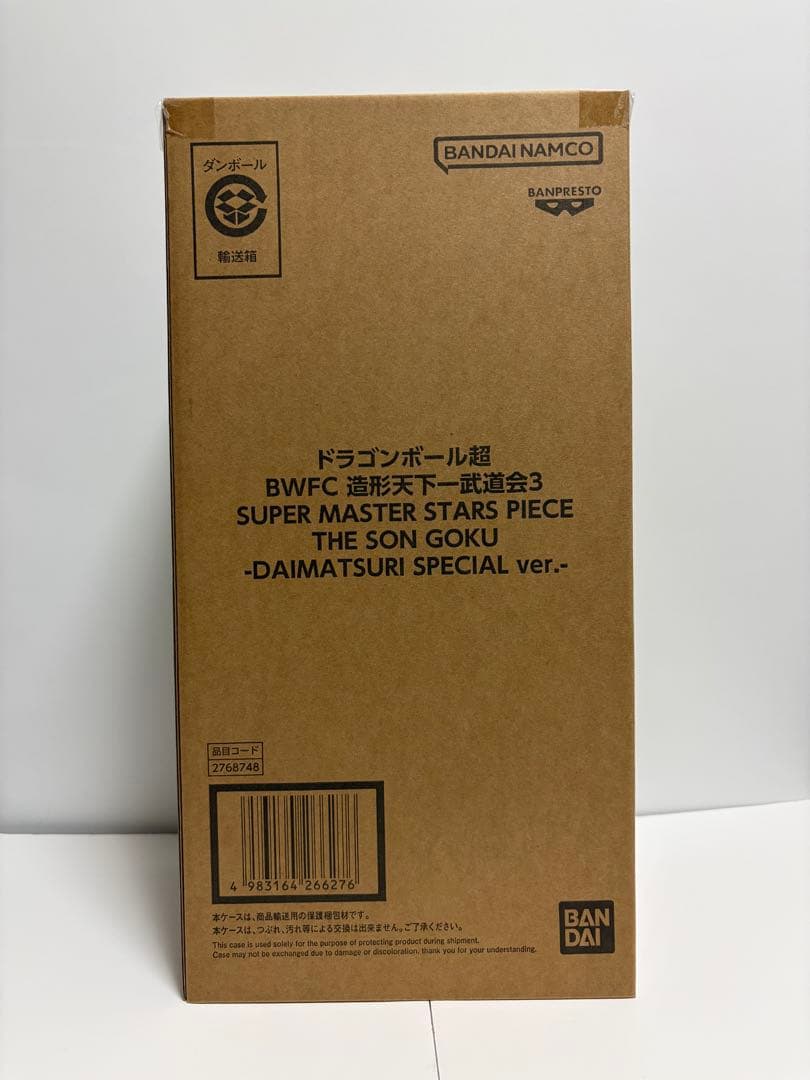 ダンボール
輸送箱
BANDAI NAMCO
BANPRESTO
ドラゴンボール超
BWFC 造形天下一武道会3
SUPER MASTER STARS PIECE
THE SON GOKU
-DAIMATSURI SPECIAL ver.-
品目コード
2768748
4 983164 266276
本ケースは、商品輸送用の保護梱包材です。
本ケースは、つぶれ、汚れ等による交換は出来ません。ご了承ください。
This case is used solely for the purpose of protecting product during shipment.
Case may not be exchanged due to damage or discoloration. thank you for your understanding.
BAN
DAI